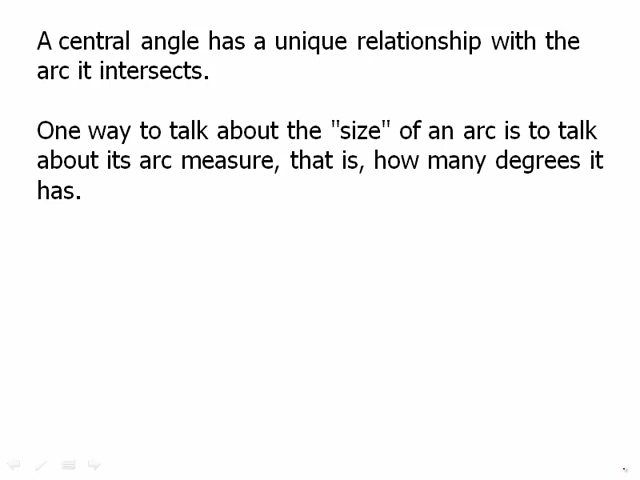 A central angle has a unique relationship with the
arc it intersects.
One way to talk about the "size" of an arc is to talk
about its arc measure, that is, how many degrees it
has.